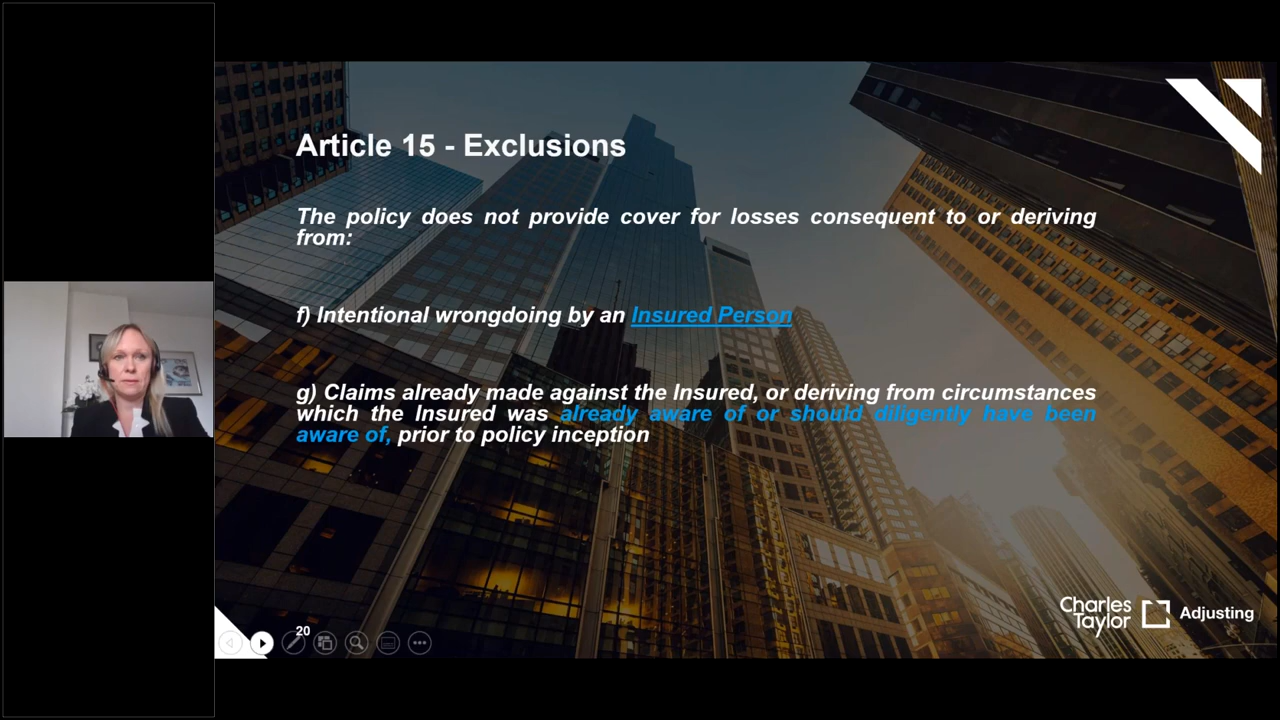 Article 15 - Exclusions
The policy does not provide cover for losses consequent to or deriving
from:
f) Intentional wrongdoing by an Insured Person
g) Claims already made against the Insured, or deriving from circumstances
which the Insured was already aware of or should diligently have been
aware of, prior to policy inception
20
Charles
Taylor
Adjusting